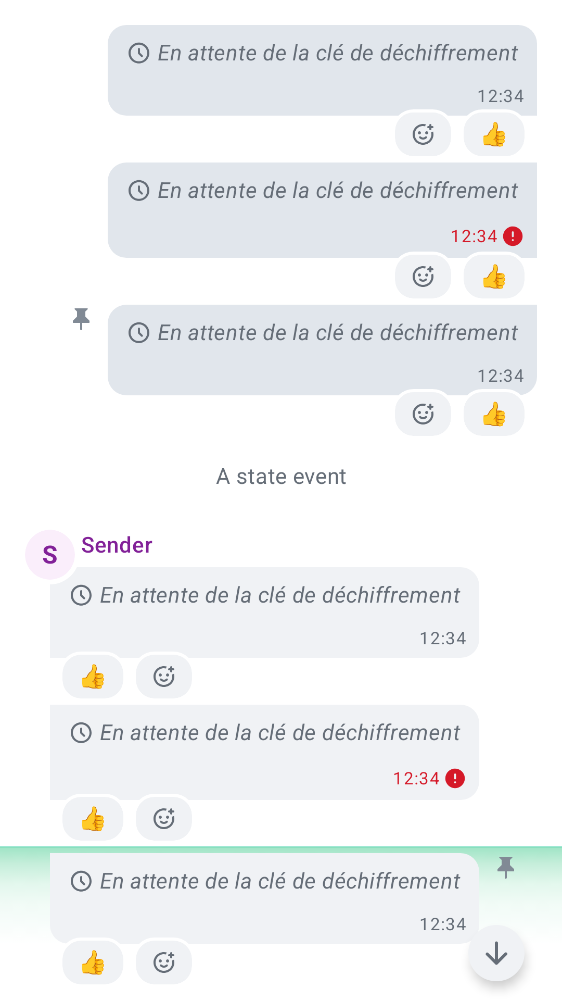 En attente de la clé de déchiffrement
12:34
👍
En attente de la clé de déchiffrement
12:34
👍
En attente de la clé de déchiffrement
12:34
👍
A state event
S Sender
En attente de la clé de déchiffrement
12:34
👍
En attente de la clé de déchiffrement
12:34
👍
En attente de la clé de déchiffrement
12:34
👍